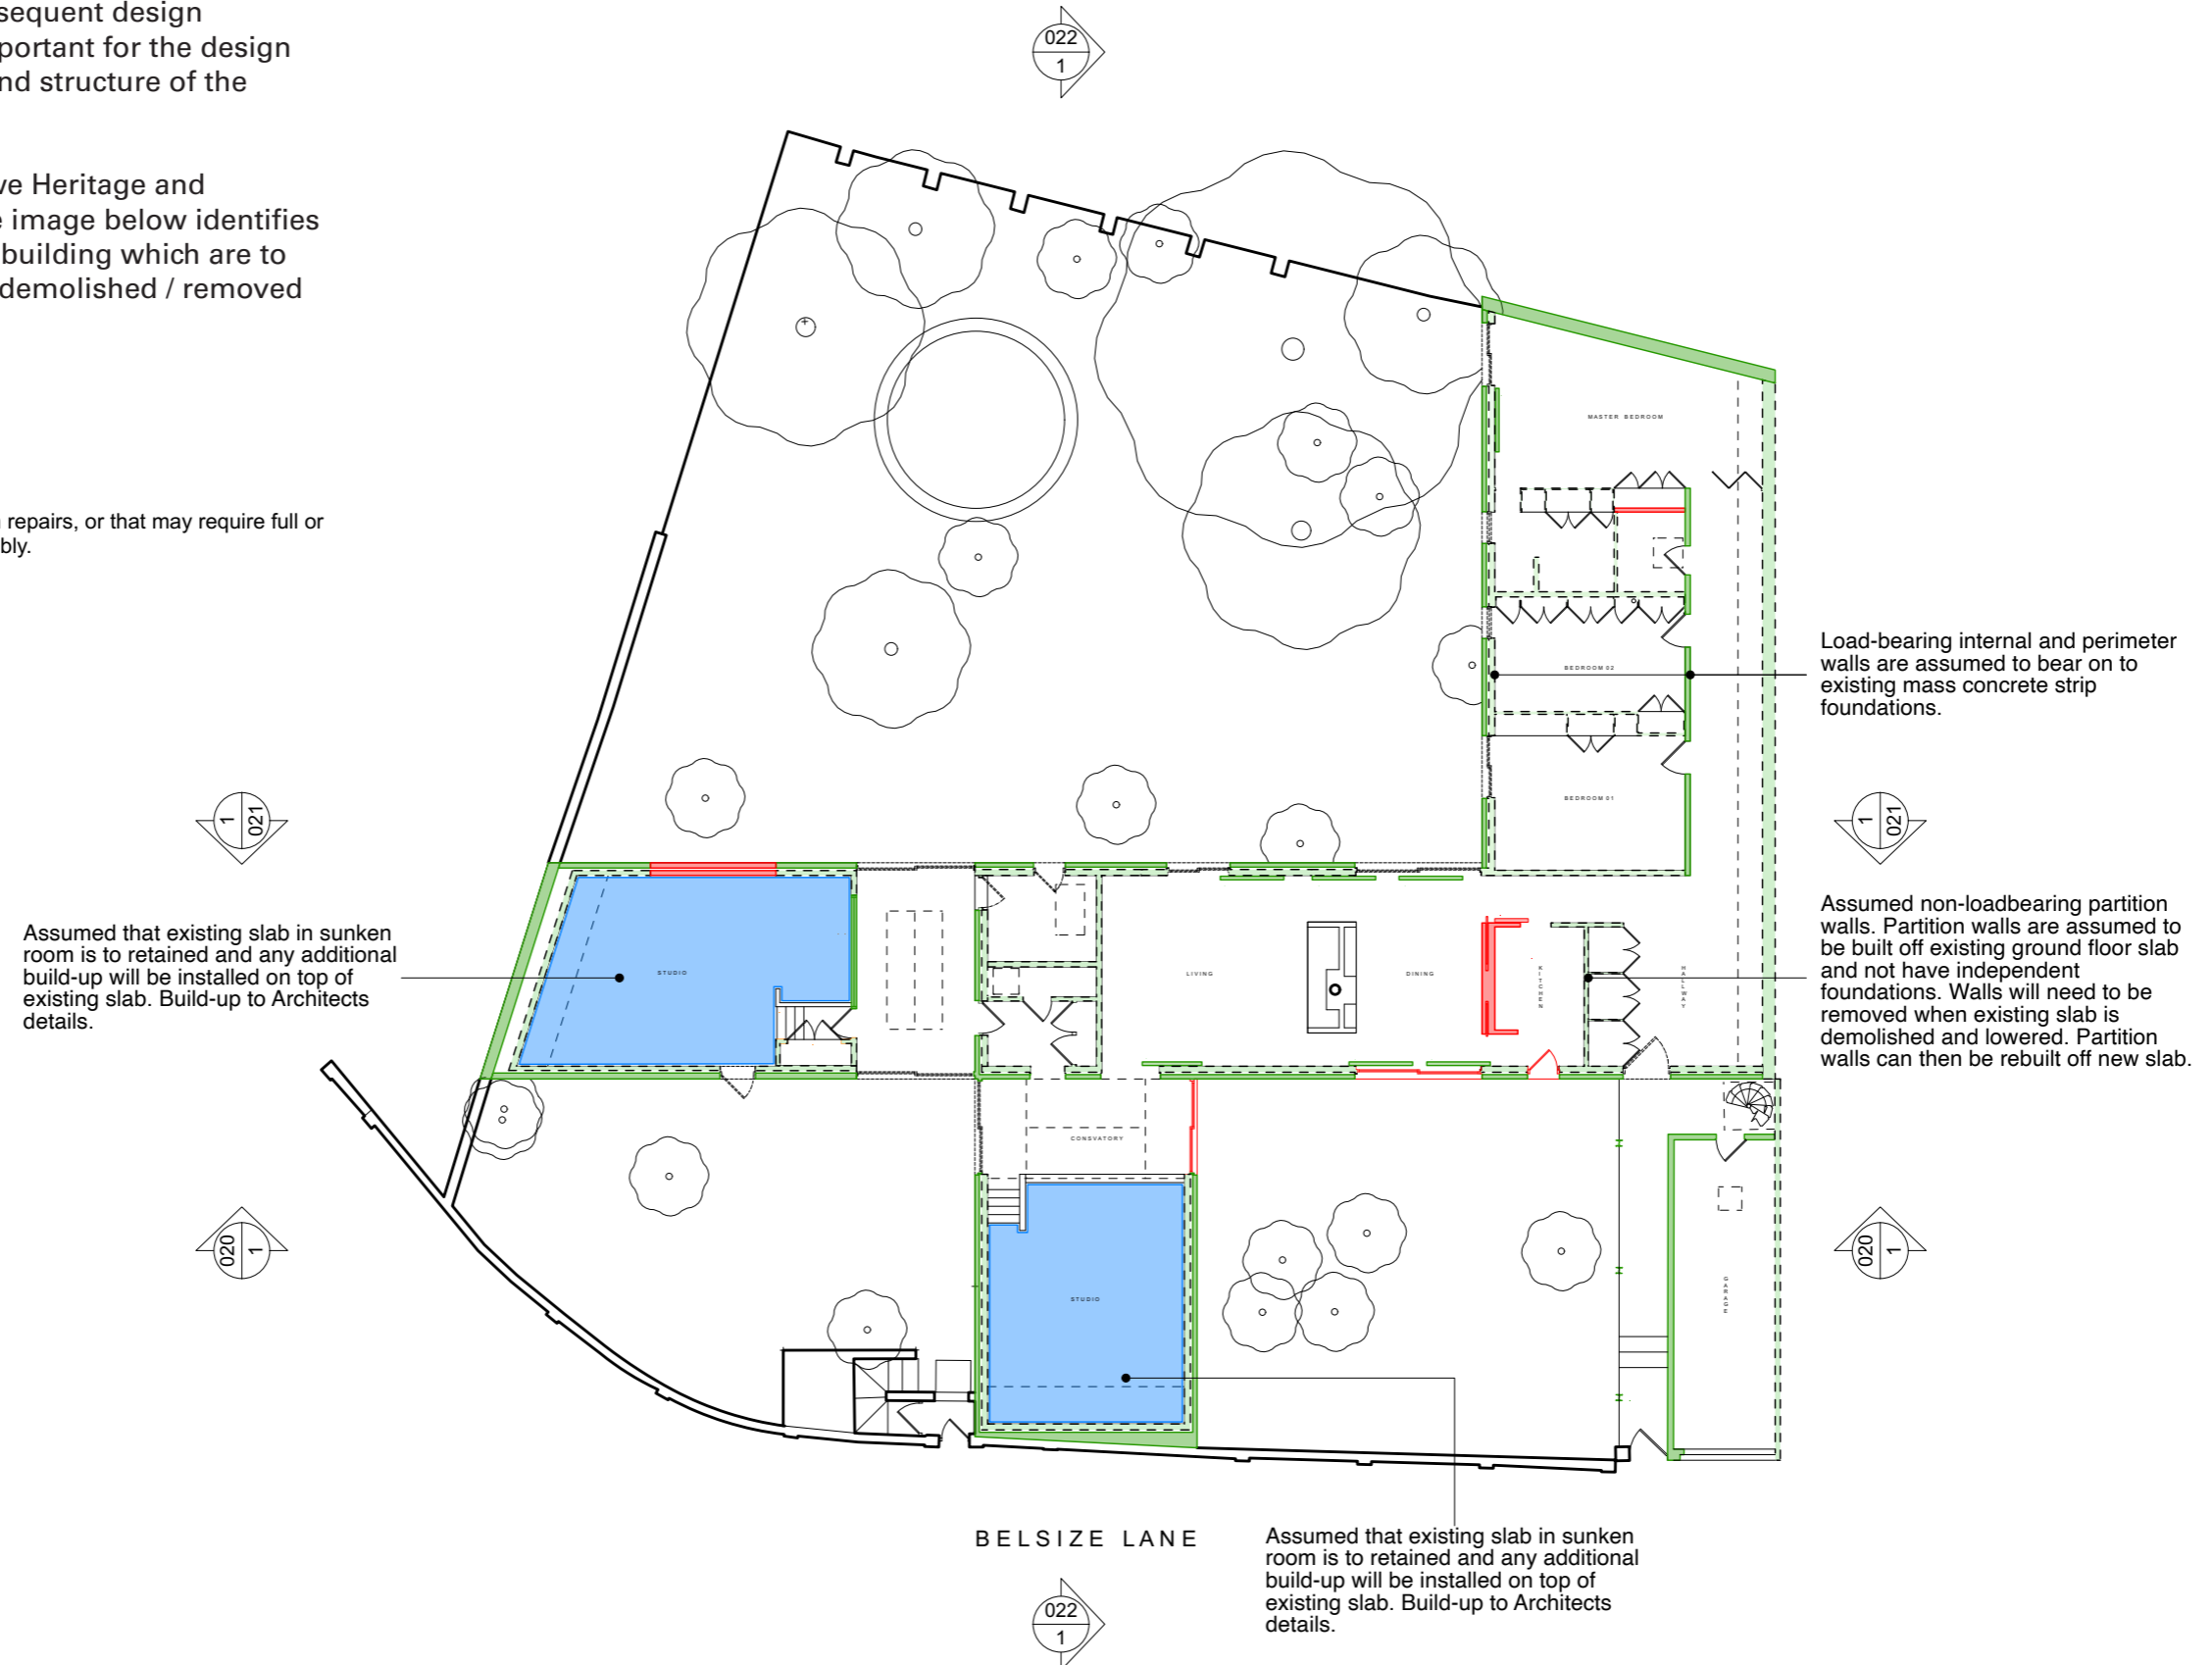 sequent design
portant for the design
nd structure of the
ve Heritage and
e image below identifies
building which are to
demolished / removed
repairs, or that may require full or
bly.
022
1
MASTER BEDROOM
BEDROOM 02
BEDROOM 01
Load-bearing internal and perimeter
walls are assumed to bear on to
existing mass concrete strip
foundations.
1
021
1
021
Assumed that existing slab in sunken
room is to retained and any additional
build-up will be installed on top of
existing slab. Build-up to Architects
details.
STUDIO
LIVING
DINING
KITCHEN
HALLWAY
Assumed non-loadbearing partition
walls. Partition walls are assumed to
be built off existing ground floor slab
and not have independent
foundations. Walls will need to be
removed when existing slab is
demolished and lowered. Partition
walls can then be rebuilt off new slab.
CONSVATORY
020
1
STUDIO
GARAGE
020
1
BELSIZE LANE
Assumed that existing slab in sunken
room is to retained and any additional
build-up will be installed on top of
existing slab. Build-up to Architects
details.
022
1